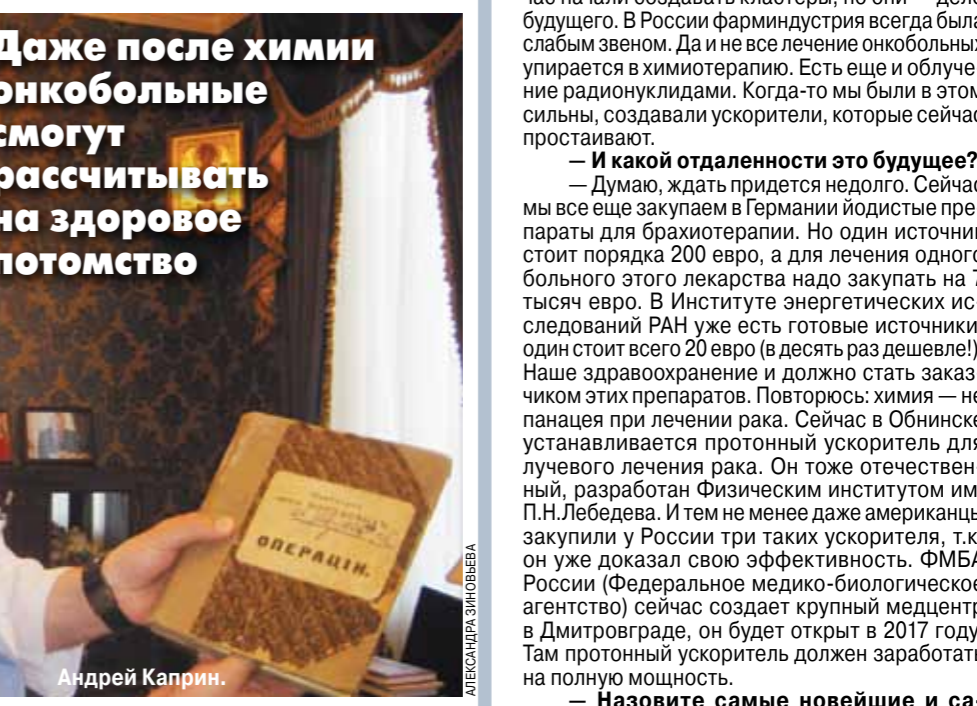 Даже после химии
онкобольные
смогут
рассчитывать
на здоровое
потомство
ОПЕРАЦIИ.
Андрей Каприн.
АЛЕКСАНДРА ЗИНОВЬЕВА
час начали создавать кластеры, но они — дело
будущего. В России фарминдустрия всегда была
слабым звеном. Да и не все лечение онкобольных
упирается в химиотерапию. Есть еще и облуче-
ние радионуклидами. Когда-то мы были в этом
сильны, создавали ускорители, которые сейчас
простаивают.
— И какой отдаленности это будущее?
— Думаю, ждать придется недолго. Сейчас
мы все еще закупаем в Германии йодистые пре-
параты для брахиотерапии. Но один источник
стоит порядка 200 евро, а для лечения одного
больного этого лекарства надо закупать на 7
тысяч евро. В Институте энергетических ис-
следований РАН уже есть готовые источники,
один стоит всего 20 евро (в десять раз дешевле!)
Наше здравоохранение и должно стать заказ-
чиком этих препаратов. Повторюсь: химия — не
панацея при лечении рака. Сейчас в Обнинске
устанавливается протонный ускоритель для
лучевого лечения рака. Он тоже отечествен-
ный, разработан Физическим институтом им.
П.Н.Лебедева. И тем не менее даже американцы
закупили у России три таких ускорителя, т.к.
он уже доказал свою эффективность. ФМБА
России (Федеральное медико-биологическое
агентство) сейчас создает крупный медцентр
в Дмитровграде, он будет открыт в 2017 году.
Там протонный ускоритель должен заработать
на полную мощность.
— Назовите самые новейшие и са-